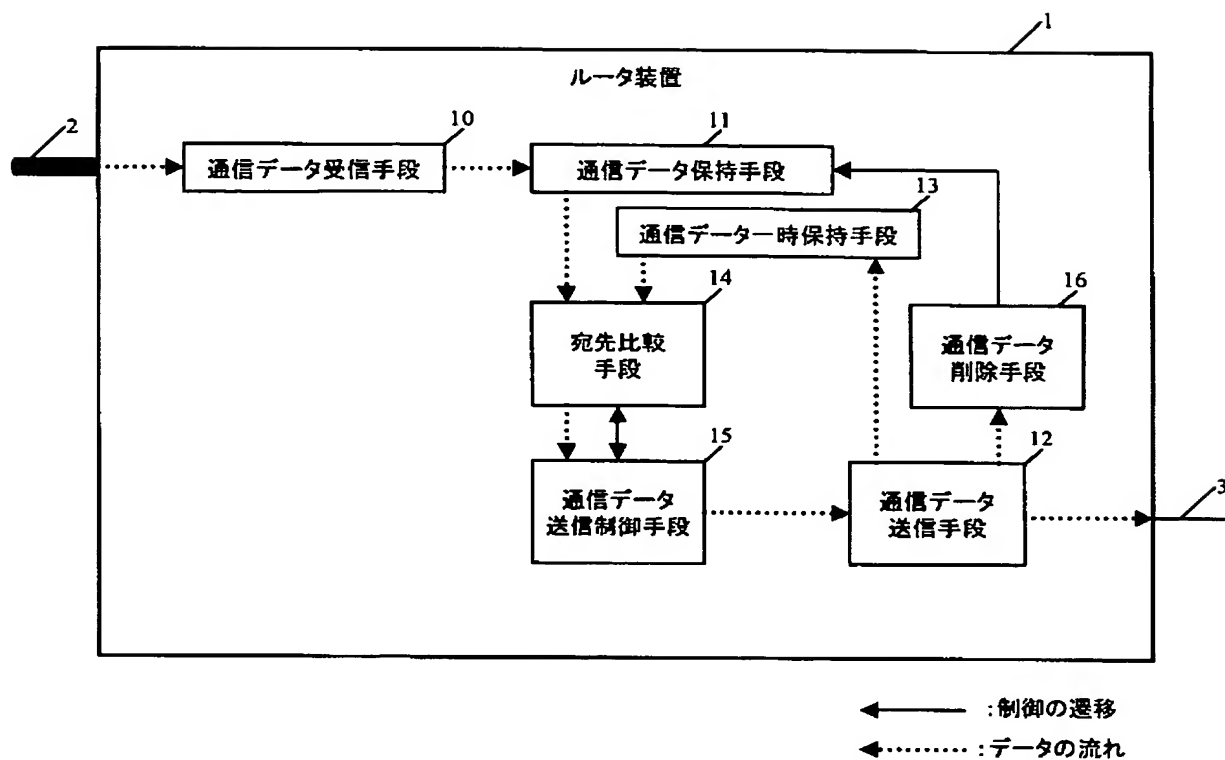 1
ルータ装置
2
10
通信データ受信手段
11
通信データ保持手段
13
通信データ一時保持手段
14
宛先比較
手段
16
通信データ
削除手段
15
通信データ
送信制御手段
12
通信データ
送信手段
3
:制御の遷移
:データの流れ